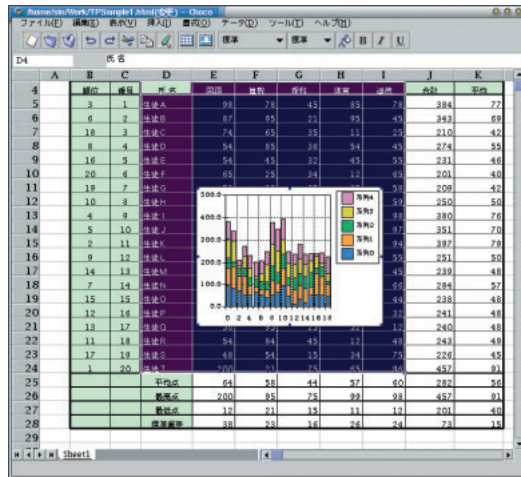 /home/sin/Work/TPSample1.html(変更) - Choco
ファイル(F) 編集(E) 表示(V) 挿入(I) 書式(O) データ(D) ツール(T) ヘルプ(H)
標準 標準 B I U
D4 氏 名
A B C D E F G H I J K
4 順位 番号 氏 名 国語 算数 理科 体育 道徳 合計 平均
5 3 1 生徒A 98 78 45 85 78 384 77
6 6 2 生徒B 87 95 21 95 45 343 69
7 18 3 生徒C 74 65 35 11 25 210 42
8 8 4 生徒D 54 85 36 54 45 274 55
9 16 5 生徒E 54 45 32 45 55 231 46
10 20 6 生徒F 65 25 34 12 65 201 40
11 19 7 生徒G 209 42
12 10 8 生徒H 250 50
13 4 9 生徒I 380 76
14 5 10 生徒J 351 70
15 2 11 生徒K 397 79
16 9 12 生徒L 251 50
17 14 13 生徒M 239 48
18 7 14 生徒N 284 57
19 15 15 生徒O 238 48
20 12 16 生徒P 241 48
21 13 17 生徒Q 240 48
22 11 18 生徒R 54 84 45 12 48 243 49
23 17 19 生徒S 48 54 15 34 75 226 45
24 1 20 生徒T 200 21 75 65 96 457 91
25 平均点 64 58 44 57 60 282 56
26 最高点 200 95 75 99 98 457 91
27 最低点 12 21 15 11 12 201 40
28 標準偏差 38 23 16 26 24 73 15
29
500.0
400.0
300.0
200.0
100.0
0.0
0 2 4 6 8 10 12 14 16 18
系列4
系列3
系列2
系列1
系列0
Sheet1